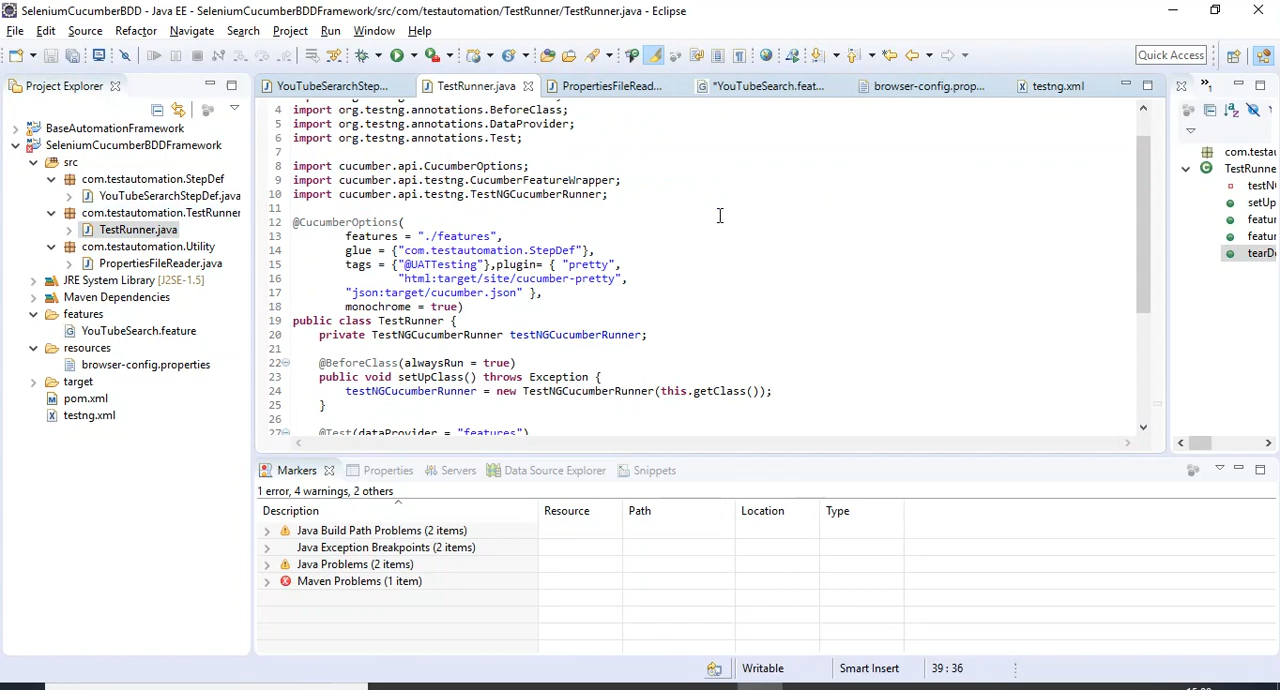 SeleniumCucumberBDD - Java EE - SeleniumCucumberBDDFramework/src/com/testautomation/TestRunner/TestRunner.java - Eclipse
File Edit Source Refactor Navigate Search Project Run Window Help
Quick Access
Project Explorer
YouTubeSerarchStep...
TestRunner.java
PropertiesFileRead...
*YouTubeSearch.feat...
browser-config.prop...
testng.xml
BaseAutomationFramework
SeleniumCucumberBDDFramework
src
com.testautomation.StepDef
YouTubeSerarchStepDef.java
com.testautomation.TestRunner
TestRunner.java
com.testautomation.Utility
PropertiesFileReader.java
JRE System Library [J2SE-1.5]
Maven Dependencies
features
YouTubeSearch.feature
resources
browser-config.properties
target
pom.xml
testng.xml
4 import org.testng.annotations.BeforeClass;
5 import org.testng.annotations.DataProvider;
6 import org.testng.annotations.Test;
7
8 import cucumber.api.CucumberOptions;
9 import cucumber.api.testng.CucumberFeatureWrapper;
10 import cucumber.api.testng.TestNGCucumberRunner;
11
12 @CucumberOptions(
13 features = "./features",
14 glue = {"com.testautomation.StepDef"},
15 tags = {"@UATTesting"},plugin= { "pretty",
16 "html:target/site/cucumber-pretty",
17 "json:target/cucumber.json" },
18 monochrome = true)
19 public class TestRunner {
20 private TestNGCucumberRunner testNGCucumberRunner;
21
22 @BeforeClass(alwaysRun = true)
23 public void setUpClass() throws Exception {
24 testNGCucumberRunner = new TestNGCucumberRunner(this.getClass());
25 }
26
27 @Test(dataProvider = "features")
com.testa
TestRunne
testN
setUp
featur
featur
tearD
Markers Properties Servers Data Source Explorer Snippets
1 error, 4 warnings, 2 others
Description Resource Path Location Type
Java Build Path Problems (2 items)
Java Exception Breakpoints (2 items)
Java Problems (2 items)
Maven Problems (1 item)
Writable Smart Insert 39 : 36